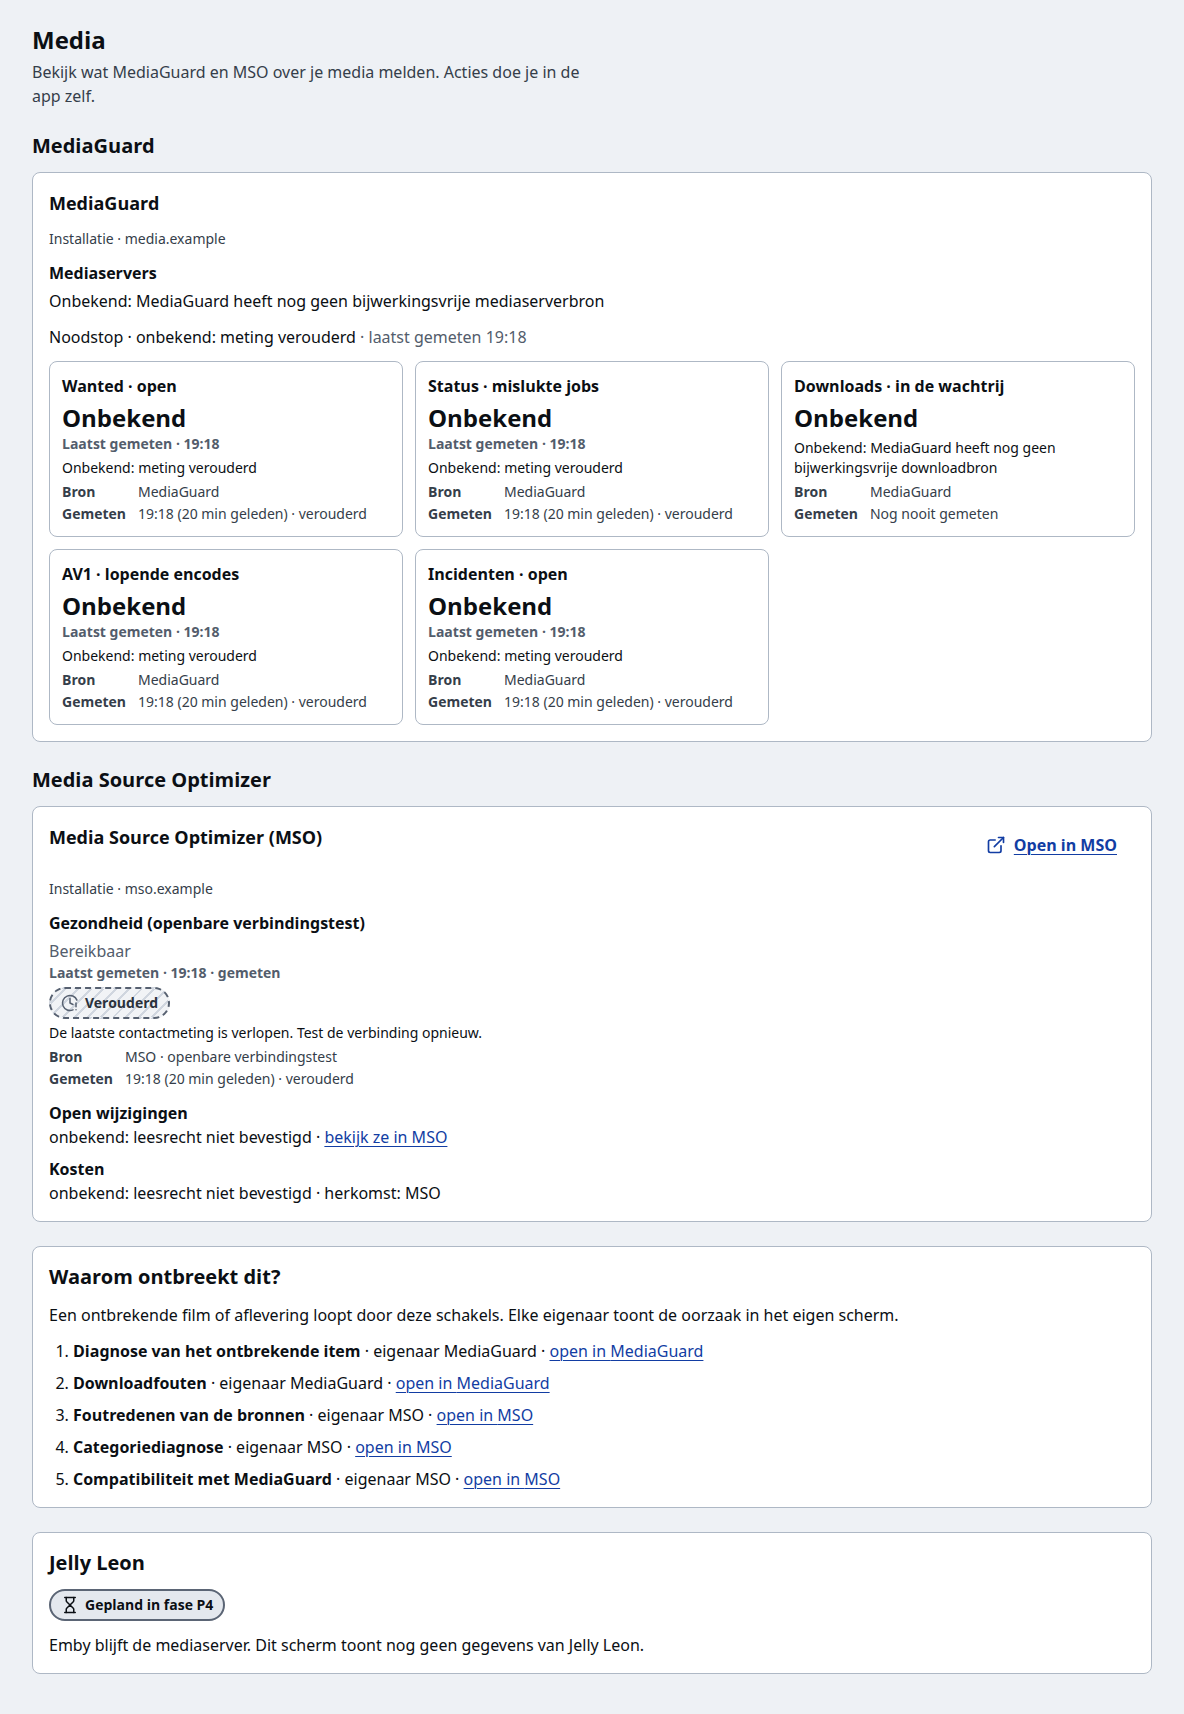 Media
Bekijk wat MediaGuard en MSO over je media melden. Acties doe je in de
app zelf.
MediaGuard
MediaGuard
Installatie · media.example
Mediaservers
Onbekend: MediaGuard heeft nog geen bijwerkingsvrije mediaserverbron
Noodstop · onbekend: meting verouderd · laatst gemeten 19:18
Wanted · open
Onbekend
Laatst gemeten · 19:18
Onbekend: meting verouderd
Bron MediaGuard
Gemeten 19:18 (20 min geleden) · verouderd
Status · mislukte jobs
Onbekend
Laatst gemeten · 19:18
Onbekend: meting verouderd
Bron MediaGuard
Gemeten 19:18 (20 min geleden) · verouderd
Downloads · in de wachtrij
Onbekend
Onbekend: MediaGuard heeft nog geen
bijwerkingsvrije downloadbron
Bron MediaGuard
Gemeten Nog nooit gemeten
AV1 · lopende encodes
Onbekend
Laatst gemeten · 19:18
Onbekend: meting verouderd
Bron MediaGuard
Gemeten 19:18 (20 min geleden) · verouderd
Incidenten · open
Onbekend
Laatst gemeten · 19:18
Onbekend: meting verouderd
Bron MediaGuard
Gemeten 19:18 (20 min geleden) · verouderd
Media Source Optimizer
Media Source Optimizer (MSO)
Open in MSO
Installatie · mso.example
Gezondheid (openbare verbindingstest)
Bereikbaar
Laatst gemeten · 19:18 · gemeten
Verouderd
De laatste contactmeting is verlopen. Test de verbinding opnieuw.
Bron MSO · openbare verbindingstest
Gemeten 19:18 (20 min geleden) · verouderd
Open wijzigingen
onbekend: leesrecht niet bevestigd · bekijk ze in MSO
Kosten
onbekend: leesrecht niet bevestigd · herkomst: MSO
Waarom ontbreekt dit?
Een ontbrekende film of aflevering loopt door deze schakels. Elke eigenaar toont de oorzaak in het eigen scherm.
1. Diagnose van het ontbrekende item · eigenaar MediaGuard · open in MediaGuard
2. Downloadfouten · eigenaar MediaGuard · open in MediaGuard
3. Foutredenen van de bronnen · eigenaar MSO · open in MSO
4. Categoriediagnose · eigenaar MSO · open in MSO
5. Compatibiliteit met MediaGuard · eigenaar MSO · open in MSO
Jelly Leon
Gepland in fase P4
Emby blijft de mediaserver. Dit scherm toont nog geen gegevens van Jelly Leon.